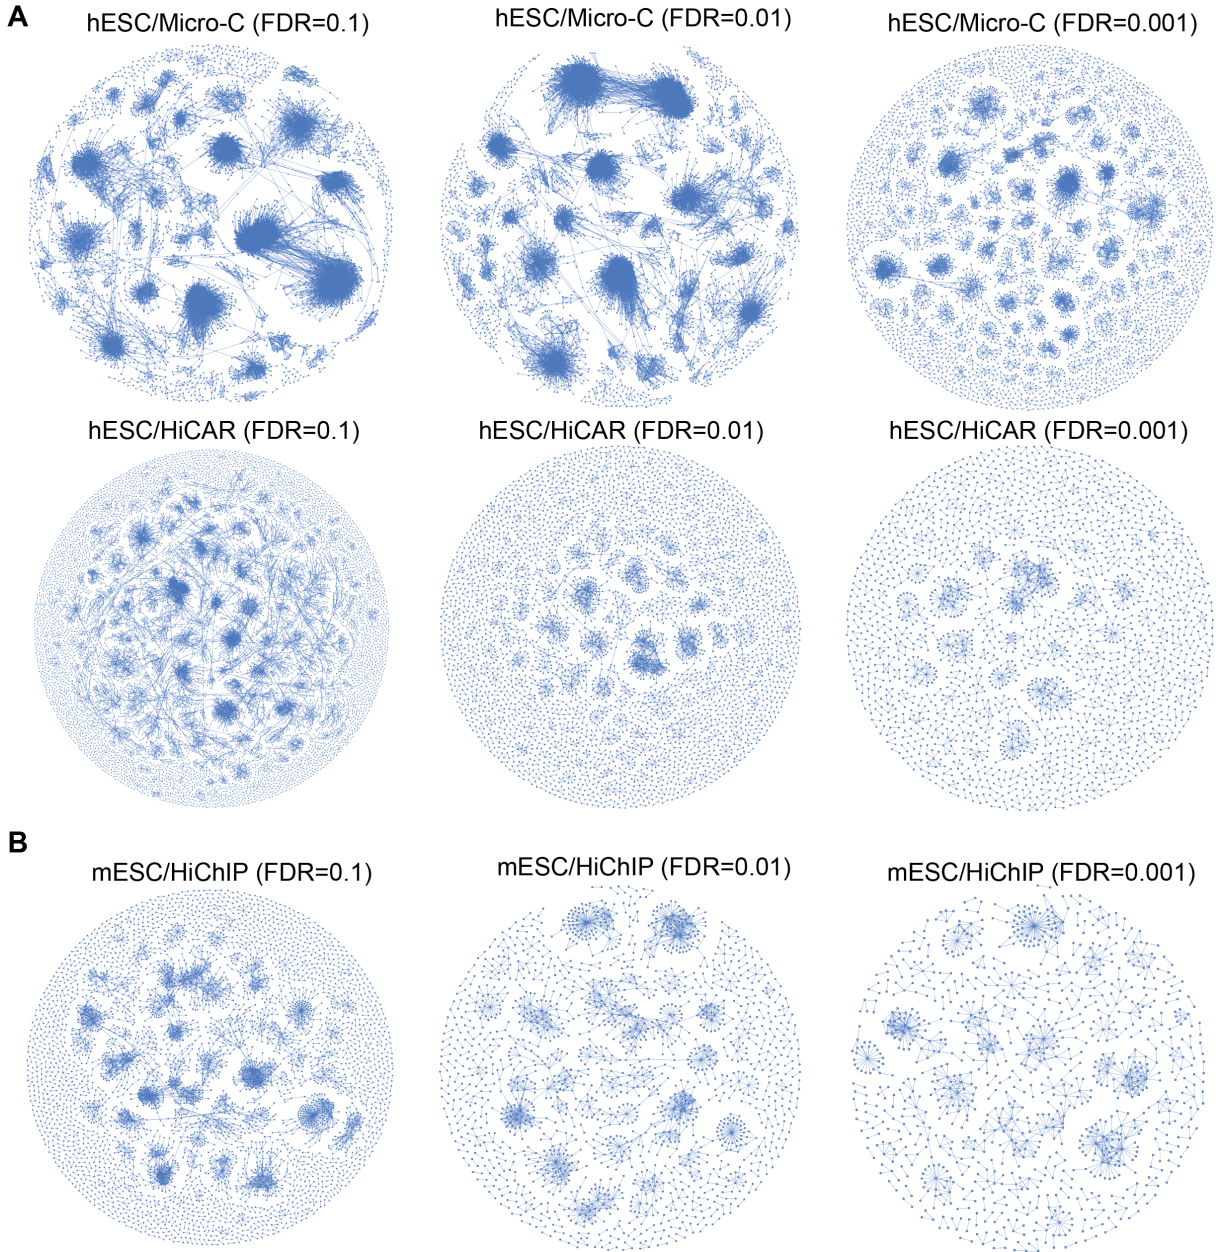 A
hESC/Micro-C (FDR=0.1)
hESC/Micro-C (FDR=0.01)
hESC/Micro-C (FDR=0.001)
hESC/HiCAR (FDR=0.1)
hESC/HiCAR (FDR=0.01)
hESC/HiCAR (FDR=0.001)
B
mESC/HiChIP (FDR=0.1)
mESC/HiChIP (FDR=0.01)
mESC/HiChIP (FDR=0.001)